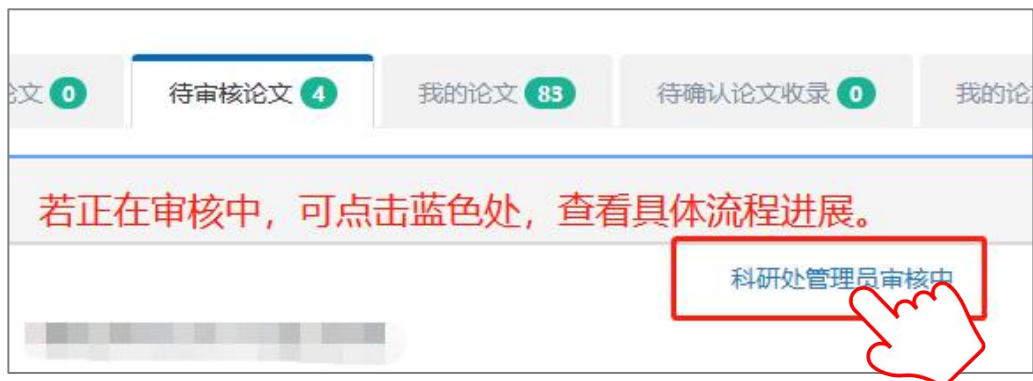 论文 0 待审核论文 4 我的论文 83 待确认论文收录 0 我的论
若正在审核中，可点击蓝色处，查看具体流程进展。
科研处管理员审核中